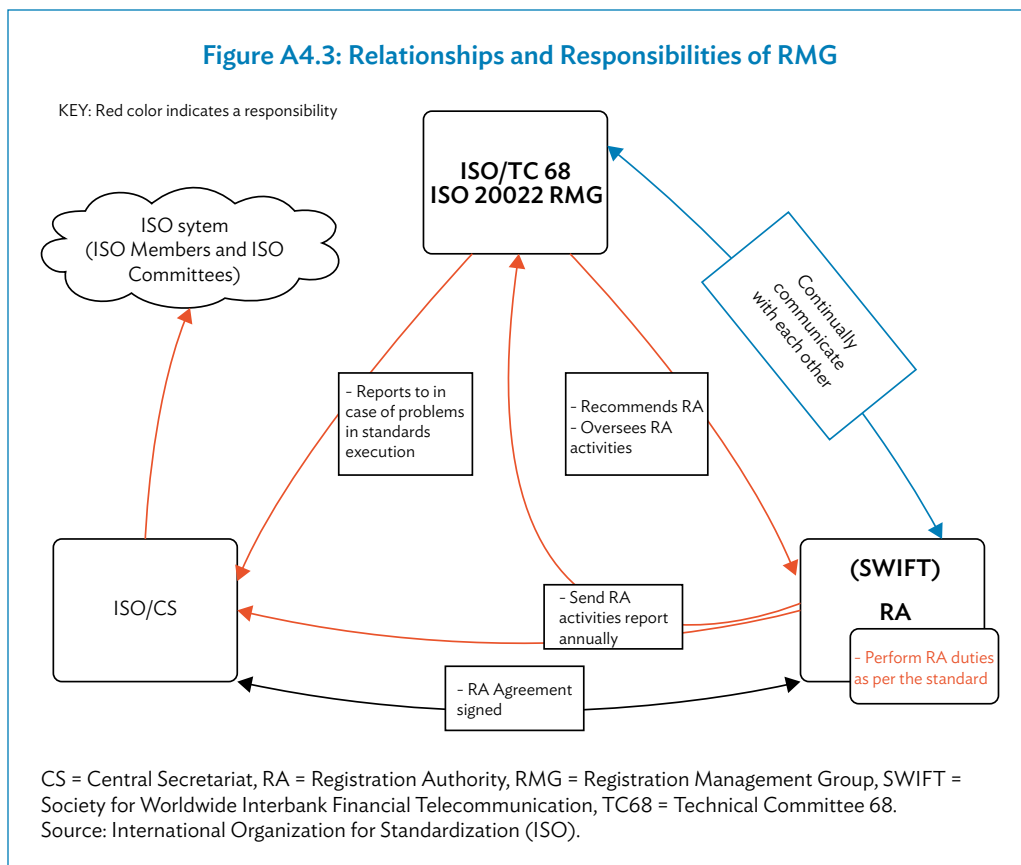 Figure A4.3: Relationships and Responsibilities of RMG
KEY: Red color indicates a responsibility
ISO/TC 68
ISO 20022 RMG
ISO sytem
(ISO Members and ISO
Committees)
Continually
communicate
with each other
– Reports to in
case of problems
in standards
execution
– Recommends RA
– Oversees RA
activities
ISO/CS
– Send RA
activities report
annually
(SWIFT)
RA
– Perform RA duties
as per the standard
– RA Agreement
signed
CS = Central Secretariat, RA = Registration Authority, RMG = Registration Management Group, SWIFT =
Society for Worldwide Interbank Financial Telecommunication, TC68 = Technical Committee 68.
Source: International Organization for Standardization (ISO).